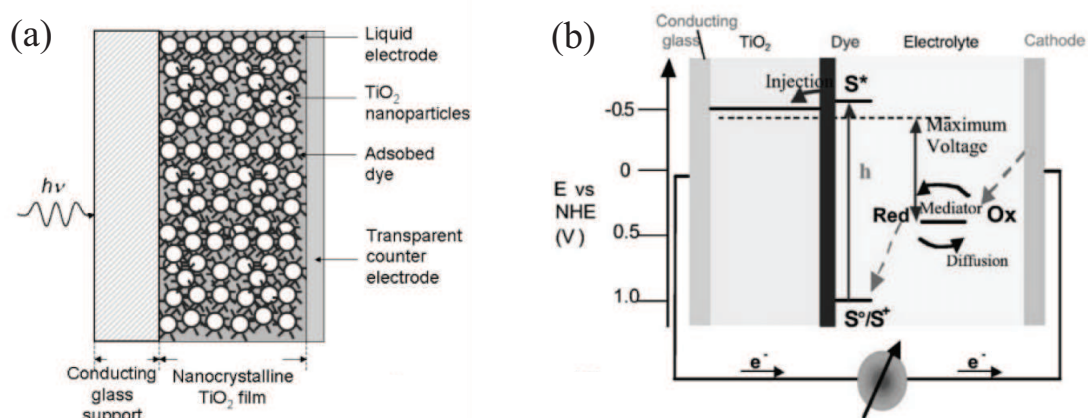 (a)
Liquid
electrode
TiO2
nanoparticles
Adsobed
dye
Transparent
counter
electrode
hν
Conducting
glass
support
Nanocrystalline
TiO2 film
(b)
Conducting
glass
TiO2
Dye
Electrolyte
Cathode
Injection
S*
-0.5
0
0.5
1.0
E vs
NHE
(V)
Maximum
Voltage
h
Red
Mediator
Ox
Diffusion
S°/S⁺
e⁻
e⁻